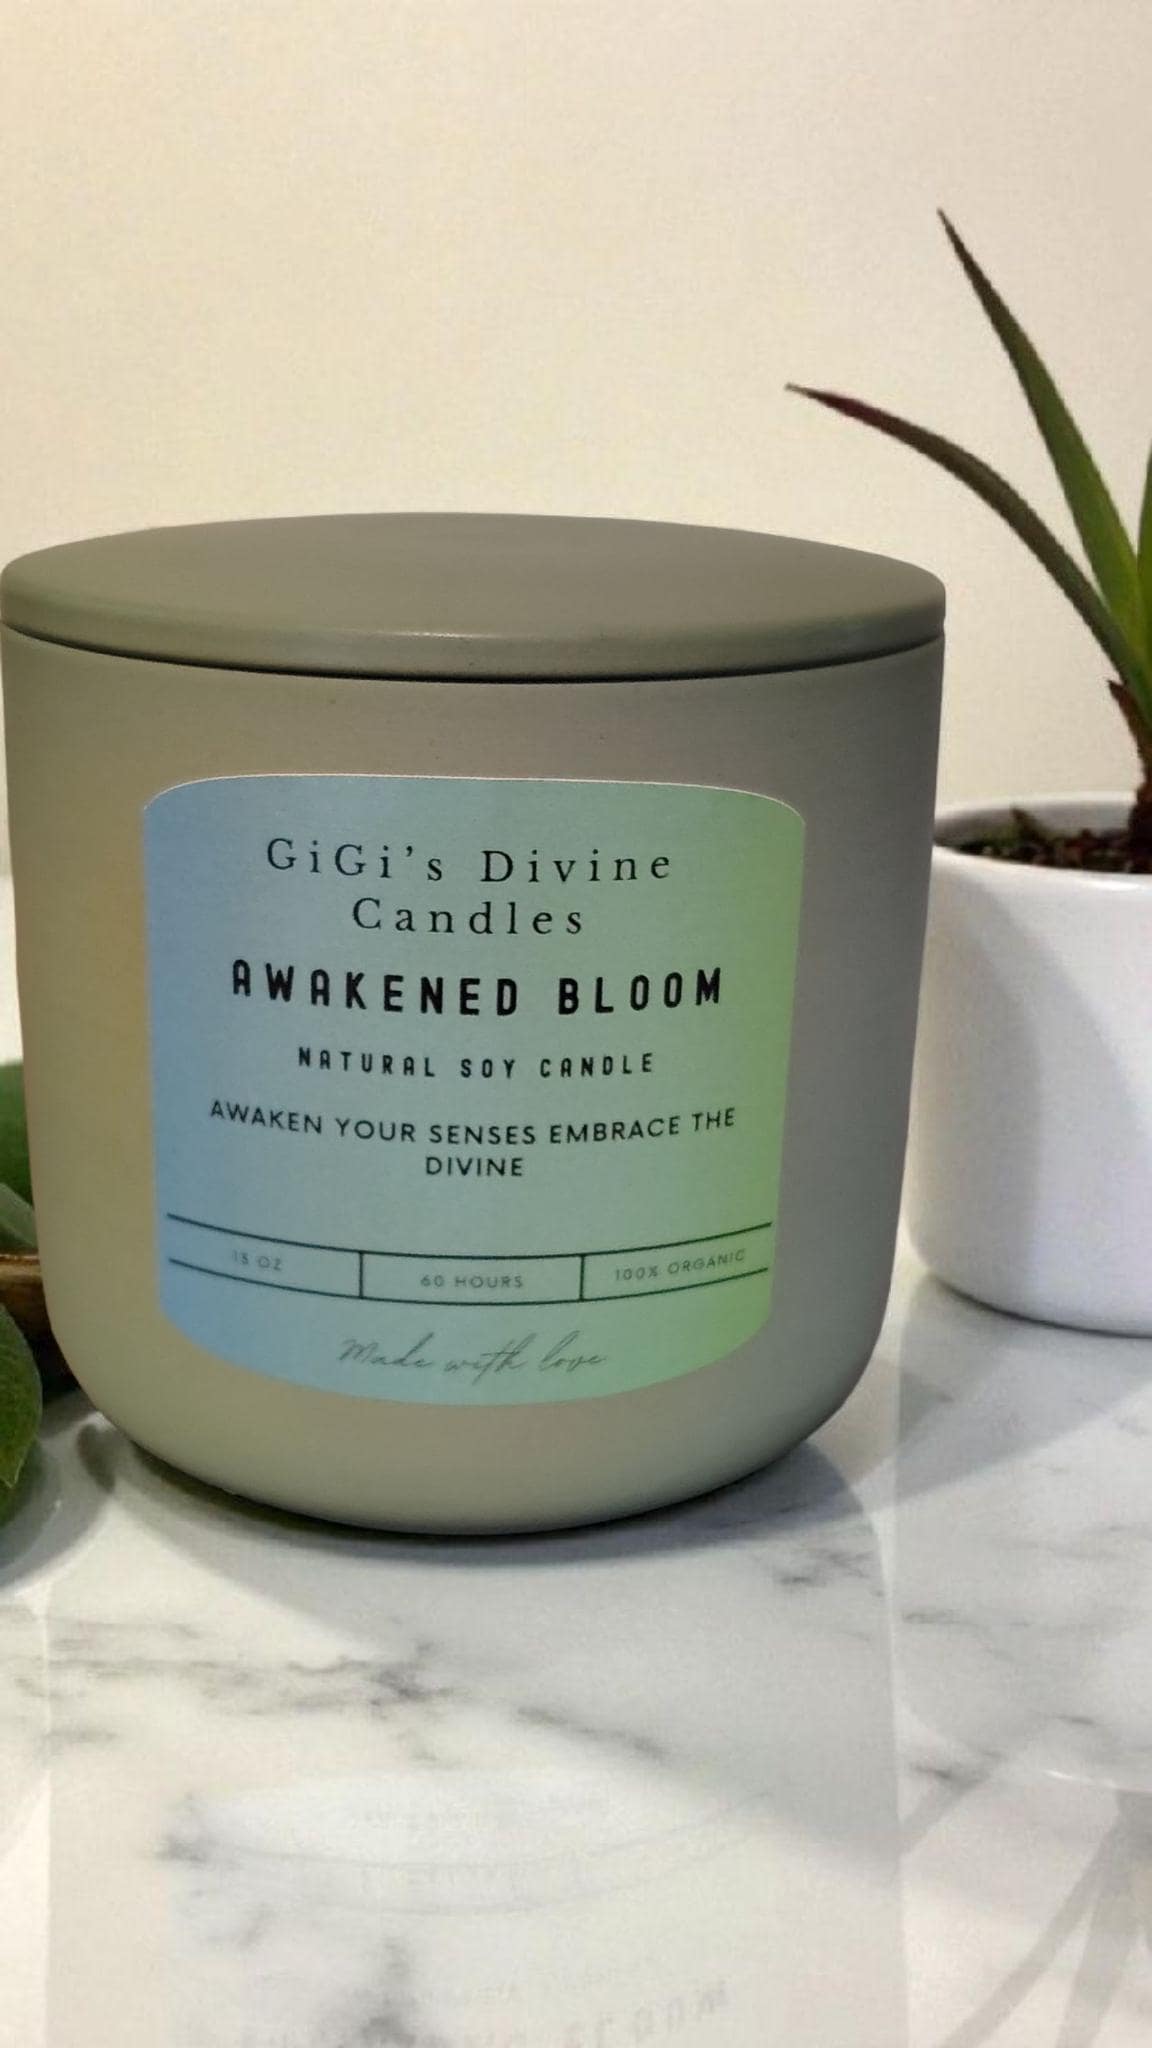 GiGi's Divine
Candles
AWAKENED BLOOM
NATURAL SOY CANDLE
AWAKEN YOUR SENSES EMBRACE THE
DIVINE
15 OZ
60 HOURS
100% ORGANIC
Made with love